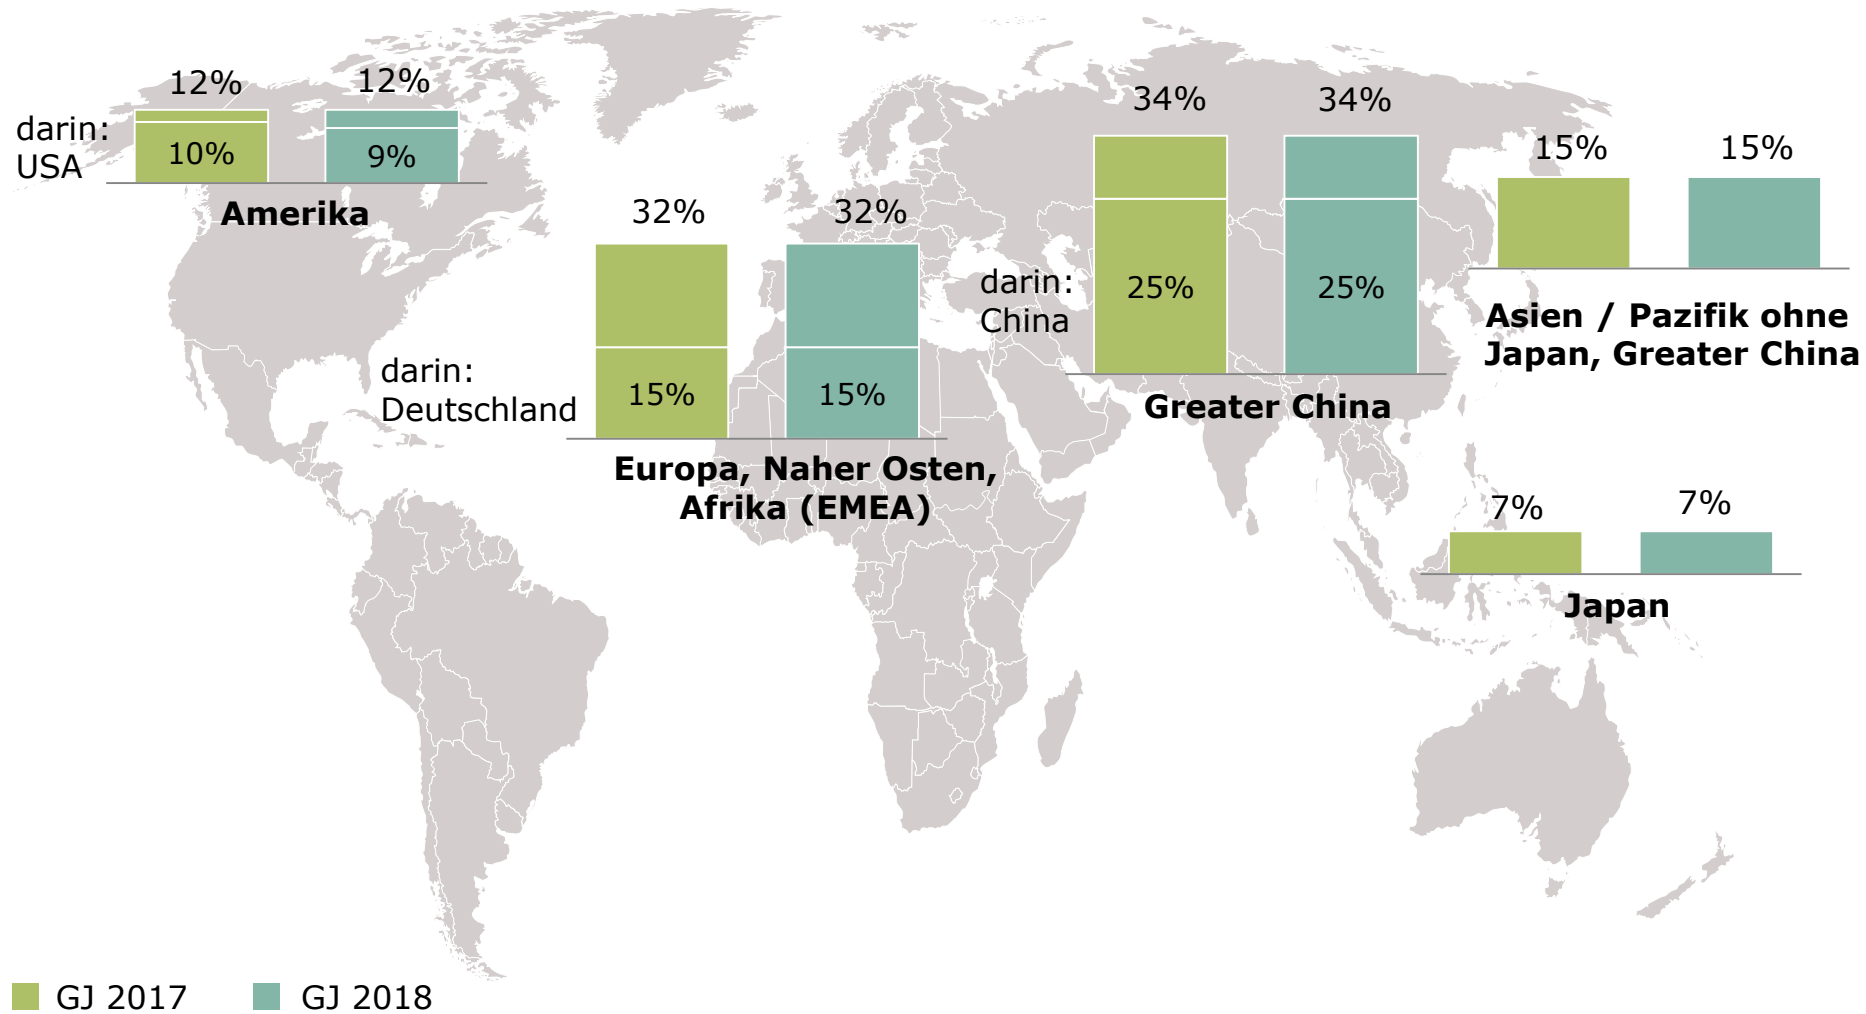 12% 12%
darin:
USA
10% 9%
Amerika
32% 32%
darin:
Deutschland
15% 15%
Europa, Naher Osten,
Afrika (EMEA)
34% 34%
darin:
China
25% 25%
Greater China
15% 15%
Asien / Pazifik ohne
Japan, Greater China
7% 7%
Japan
GJ 2017 GJ 2018